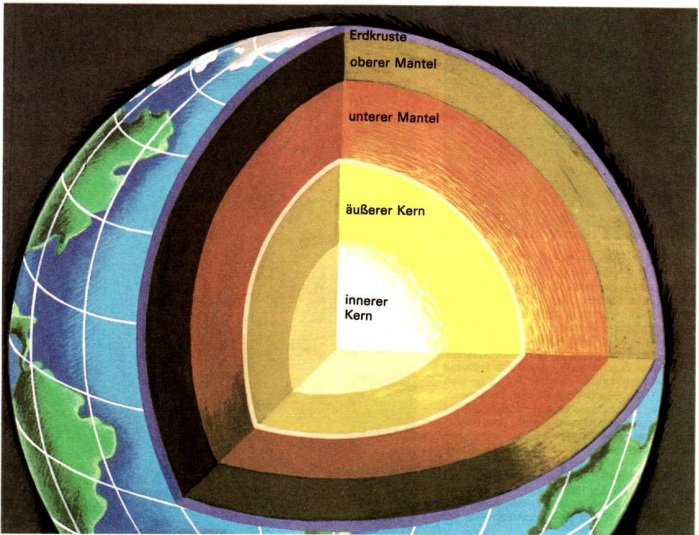 Erdkruste
oberer Mantel
unterer Mantel
äußerer Kern
innerer
Kern